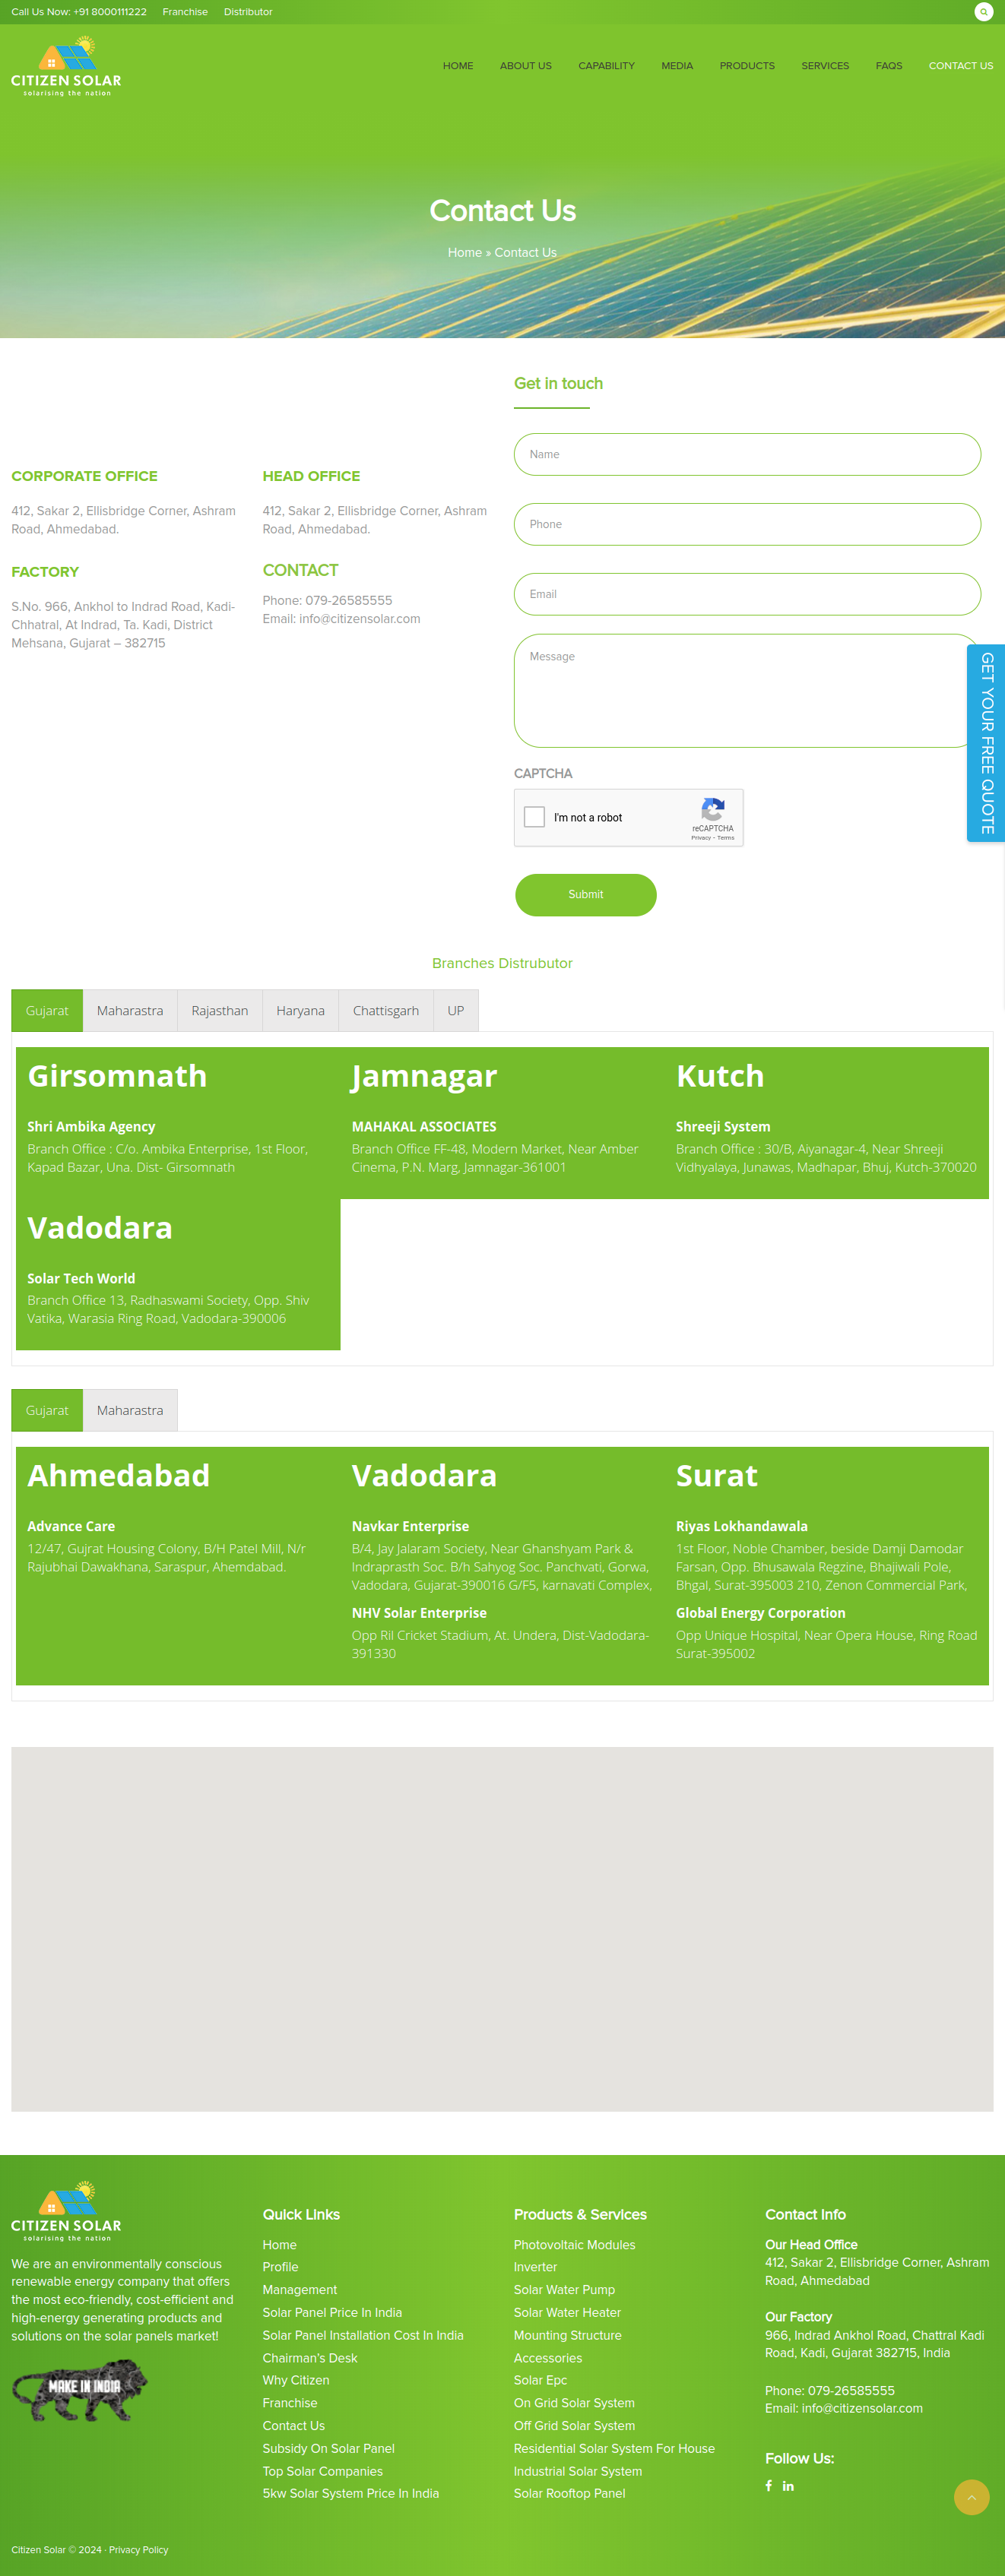 Call Us Now: +91 8000111222 Franchise Distributor
CITIZEN SOLAR
solarising the nation
HOME ABOUT US CAPABILITY MEDIA PRODUCTS SERVICES FAQS CONTACT US
Contact Us
Home » Contact Us
CORPORATE OFFICE
412, Sakar 2, Ellisbridge Corner, Ashram
Road, Ahmedabad.
FACTORY
S.No. 966, Ankhol to Indrad Road, Kadi-
Chhatral, At Indrad, Ta. Kadi, District
Mehsana, Gujarat – 382715
HEAD OFFICE
412, Sakar 2, Ellisbridge Corner, Ashram
Road, Ahmedabad.
CONTACT
Phone: 079-26585555
Email: info@citizensolar.com
Get in touch
Name
Phone
Email
Message
CAPTCHA
I'm not a robot
reCAPTCHA
Privacy - Terms
Submit
GET YOUR FREE QUOTE
Branches Distrubutor
Gujarat Maharastra Rajasthan Haryana Chattisgarh UP
Girsomnath
Shri Ambika Agency
Branch Office : C/o. Ambika Enterprise, 1st Floor,
Kapad Bazar, Una. Dist- Girsomnath
Jamnagar
MAHAKAL ASSOCIATES
Branch Office FF-48, Modern Market, Near Amber
Cinema, P.N. Marg, Jamnagar-361001
Kutch
Shreeji System
Branch Office : 30/B, Aiyanagar-4, Near Shreeji
Vidhyalaya, Junawas, Madhapar, Bhuj, Kutch-370020
Vadodara
Solar Tech World
Branch Office 13, Radhaswami Society, Opp. Shiv
Vatika, Warasia Ring Road, Vadodara-390006
Gujarat Maharastra
Ahmedabad
Advance Care
12/47, Gujrat Housing Colony, B/H Patel Mill, N/r
Rajubhai Dawakhana, Saraspur, Ahemdabad.
Vadodara
Navkar Enterprise
B/4, Jay Jalaram Society, Near Ghanshyam Park &
Indraprasth Soc. B/h Sahyog Soc. Panchvati, Gorwa,
Vadodara, Gujarat-390016 G/F5, karnavati Complex,
NHV Solar Enterprise
Opp Ril Cricket Stadium, At. Undera, Dist-Vadodara-
391330
Surat
Riyas Lokhandawala
1st Floor, Noble Chamber, beside Damji Damodar
Farsan, Opp. Bhusawala Regzine, Bhajiwali Pole,
Bhgal, Surat-395003 210, Zenon Commercial Park,
Global Energy Corporation
Opp Unique Hospital, Near Opera House, Ring Road
Surat-395002
CITIZEN SOLAR
solarising the nation
We are an environmentally conscious
renewable energy company that offers
the most eco-friendly, cost-efficient and
high-energy generating products and
solutions on the solar panels market!
MAKE IN INDIA
Quick Links
Home
Profile
Management
Solar Panel Price In India
Solar Panel Installation Cost In India
Chairman's Desk
Why Citizen
Franchise
Contact Us
Subsidy On Solar Panel
Top Solar Companies
5kw Solar System Price In India
Products & Services
Photovoltaic Modules
Inverter
Solar Water Pump
Solar Water Heater
Mounting Structure
Accessories
Solar Epc
On Grid Solar System
Off Grid Solar System
Residential Solar System For House
Industrial Solar System
Solar Rooftop Panel
Contact Info
Our Head Office
412, Sakar 2, Ellisbridge Corner, Ashram
Road, Ahmedabad
Our Factory
966, Indrad Ankhol Road, Chattral Kadi
Road, Kadi, Gujarat 382715, India
Phone: 079-26585555
Email: info@citizensolar.com
Follow Us:
Citizen Solar © 2024 · Privacy Policy